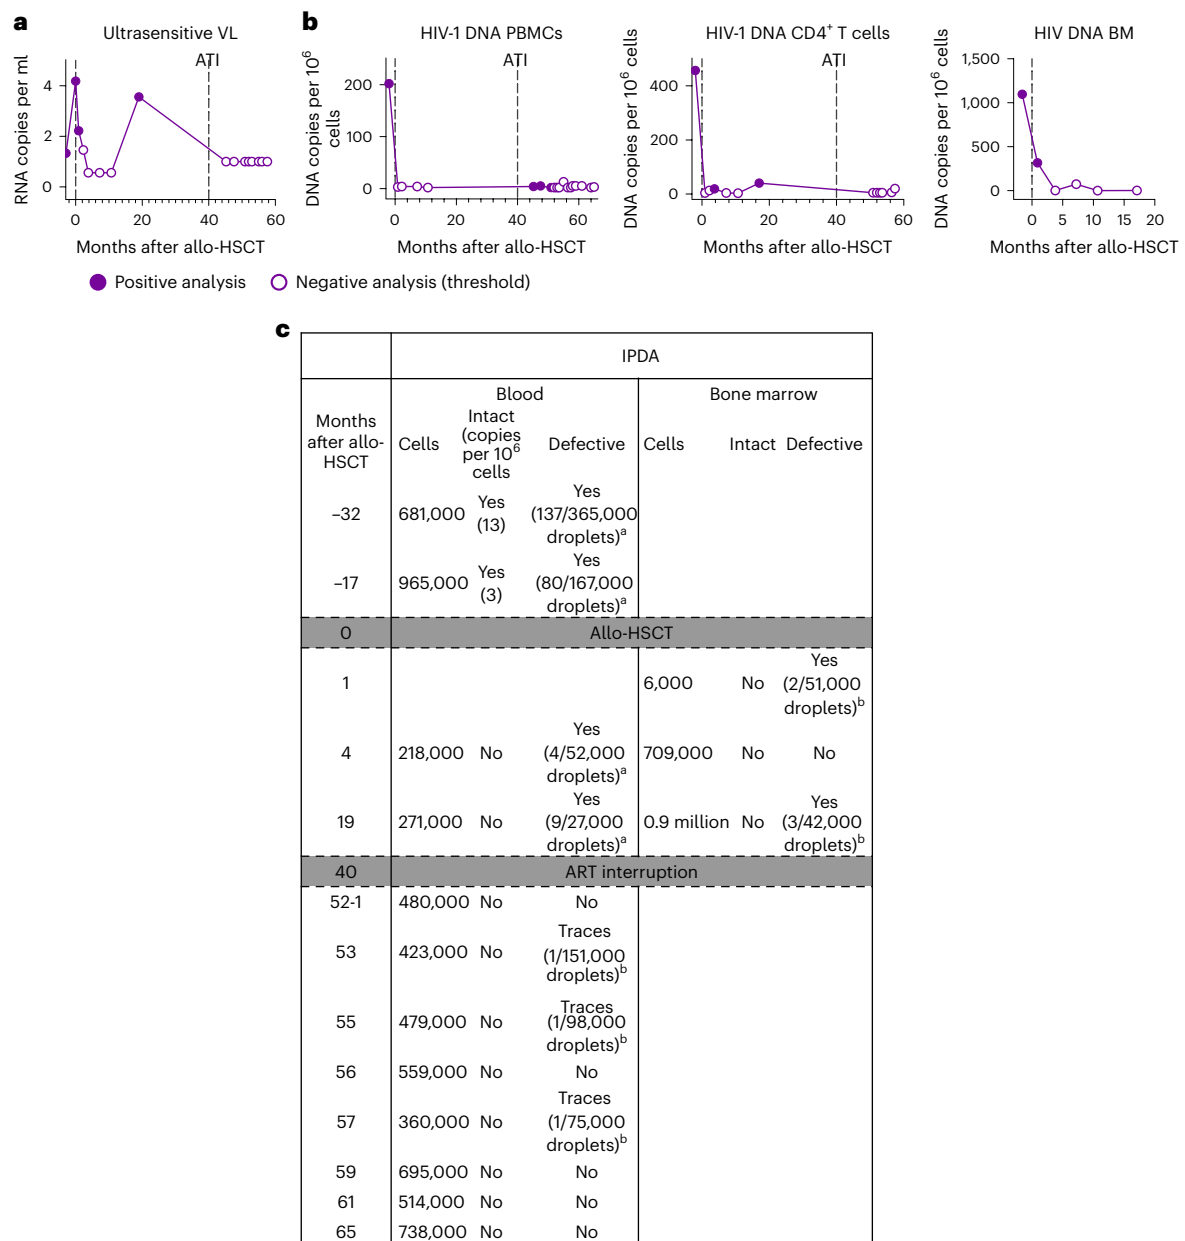 a
Ultrasensitive VL
ATI
RNA copies per ml
4
2
0
0
20
40
60
Months after allo-HSCT
b
HIV-1 DNA PBMCs
ATI
DNA copies per 10⁶
cells
200
100
0
0
20
40
60
Months after allo-HSCT
HIV-1 DNA CD4⁺ T cells
ATI
DNA copies per 10⁶ cells
400
200
0
0
20
40
60
Months after allo-HSCT
HIV DNA BM
DNA copies per 10⁶ cells
1,500
1,000
500
0
0
5
10
15
20
Months after allo-HSCT
Positive analysis
Negative analysis (threshold)
c
IPDA
Months
after allo-
HSCT
Blood
Bone marrow
Cells
Intact
(copies
per 10⁶
cells
Defective
Cells
Intact
Defective
–32
681,000
Yes
(13)
Yes
(137/365,000
droplets)ᵃ
–17
965,000
Yes
(3)
Yes
(80/167,000
droplets)ᵃ
0
Allo-HSCT
1
6,000
No
Yes
(2/51,000
droplets)ᵇ
4
218,000
No
Yes
(4/52,000
droplets)ᵃ
709,000
No
No
19
271,000
No
Yes
(9/27,000
droplets)ᵃ
0.9 million
No
Yes
(3/42,000
droplets)ᵇ
40
ART interruption
52-1
480,000
No
No
53
423,000
No
Traces
(1/151,000
droplets)ᵇ
55
479,000
No
Traces
(1/98,000
droplets)ᵇ
56
559,000
No
No
57
360,000
No
Traces
(1/75,000
droplets)ᵇ
59
695,000
No
No
61
514,000
No
No
65
738,000
No
No